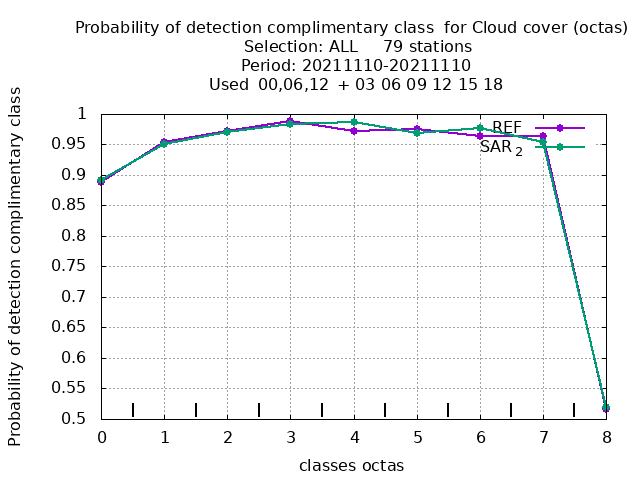 Probability of detection complimentary class  for Cloud cover (octas)
Selection: ALL     79 stations
Period: 20211110-20211110
Used  00,06,12  + 03 06 09 12 15 18
Probability of detection complimentary class
1
0.95
0.9
0.85
0.8
0.75
0.7
0.65
0.6
0.55
0.5
REF
SAR 2
0 1 2 3 4 5 6 7 8
classes octas